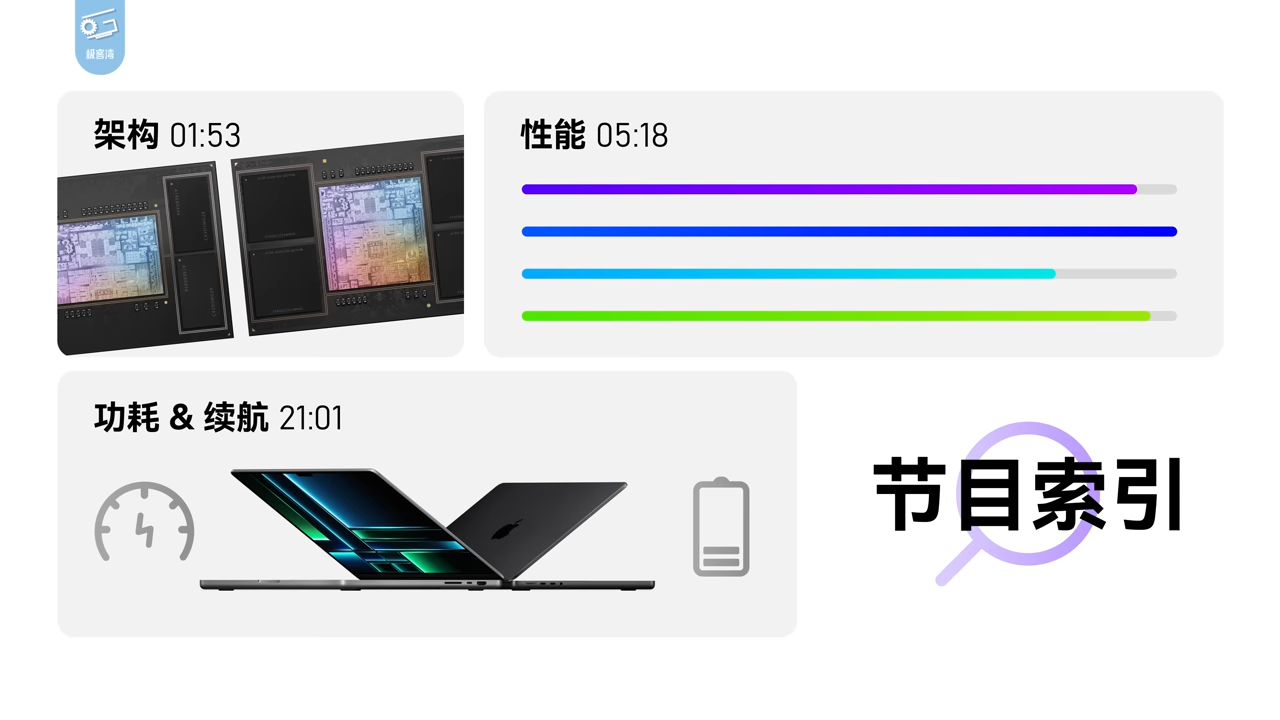 极客湾
架构 01:53
性能 05:18
功耗 & 续航 21:01
节目索引